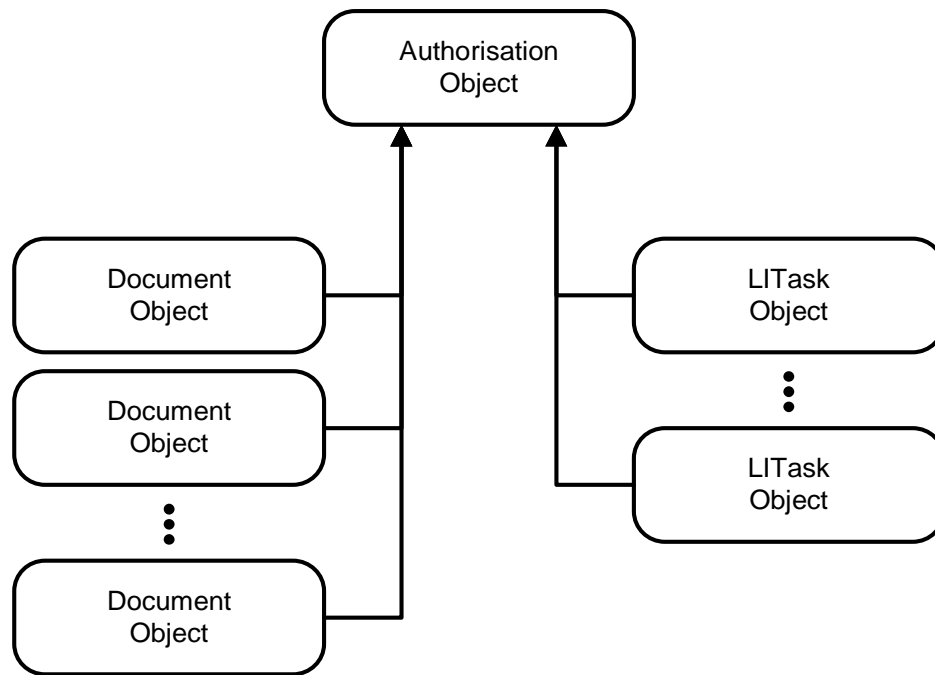 Authorisation
Object
Document
Object
Document
Object
Document
Object
LITask
Object
LITask
Object